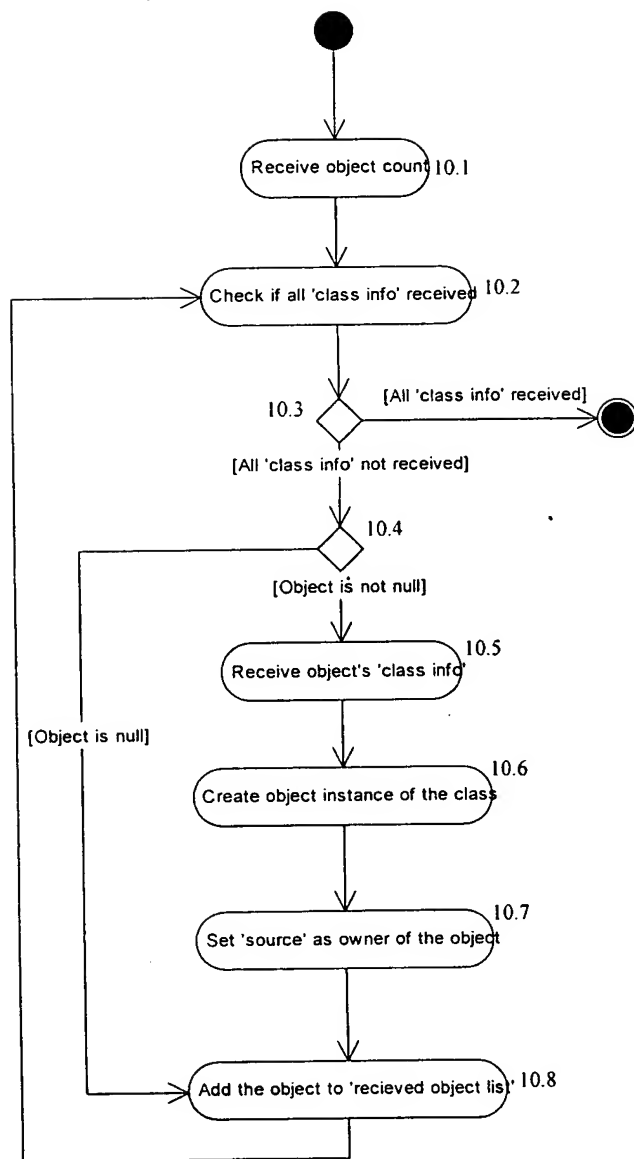 Receive object count 10.1
Check if all 'class info' received 10.2
10.3
[All 'class info' received]
[All 'class info' not received]
10.4
[Object is not null]
10.5
Receive object's 'class info'
[Object is null]
10.6
Create object instance of the class
10.7
Set 'source' as owner of the object
Add the object to 'recieved object list' 10.8